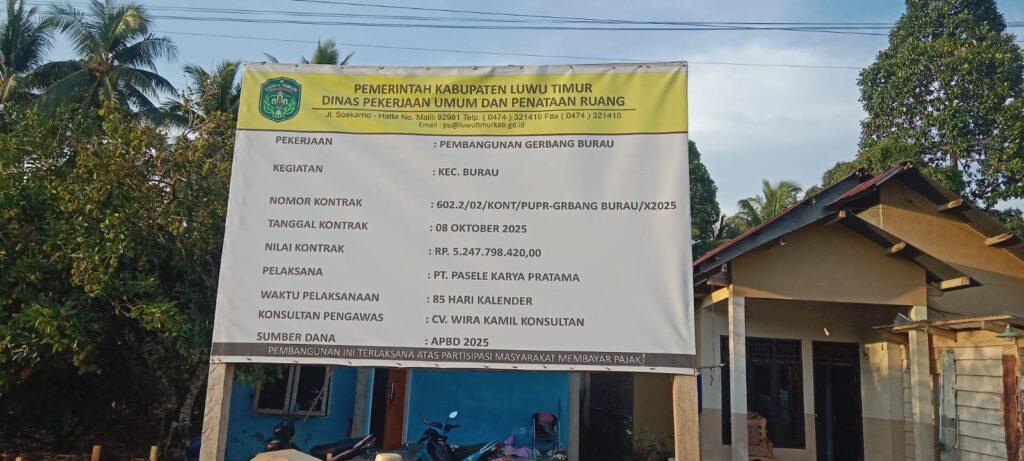 LUWU TIMUR
PEMERINTAH KABUPATEN LUWU TIMUR
DINAS PEKERJAAN UMUM DAN PENATAAN RUANG
Jl. Soekarno - Hatta No. Malili 92981 Telp. ( 0474 ) 321410 Fax ( 0474 ) 321410
Email : pu@luwutimurkab.go.id
PEKERJAAN : PEMBANGUNAN GERBANG BURAU
KEGIATAN : KEC. BURAU
NOMOR KONTRAK : 602.2/02/KONT/PUPR-GRBANG BURAU/X2025
TANGGAL KONTRAK : 08 OKTOBER 2025
NILAI KONTRAK : RP. 5.247.798.420,00
PELAKSANA : PT. PASELE KARYA PRATAMA
WAKTU PELAKSANAAN : 85 HARI KALENDER
KONSULTAN PENGAWAS : CV. WIRA KAMIL KONSULTAN
SUMBER DANA : APBD 2025
PEMBANGUNAN INI TERLAKSANA ATAS PARTISIPASI MASYARAKAT MEMBAYAR PAJAK